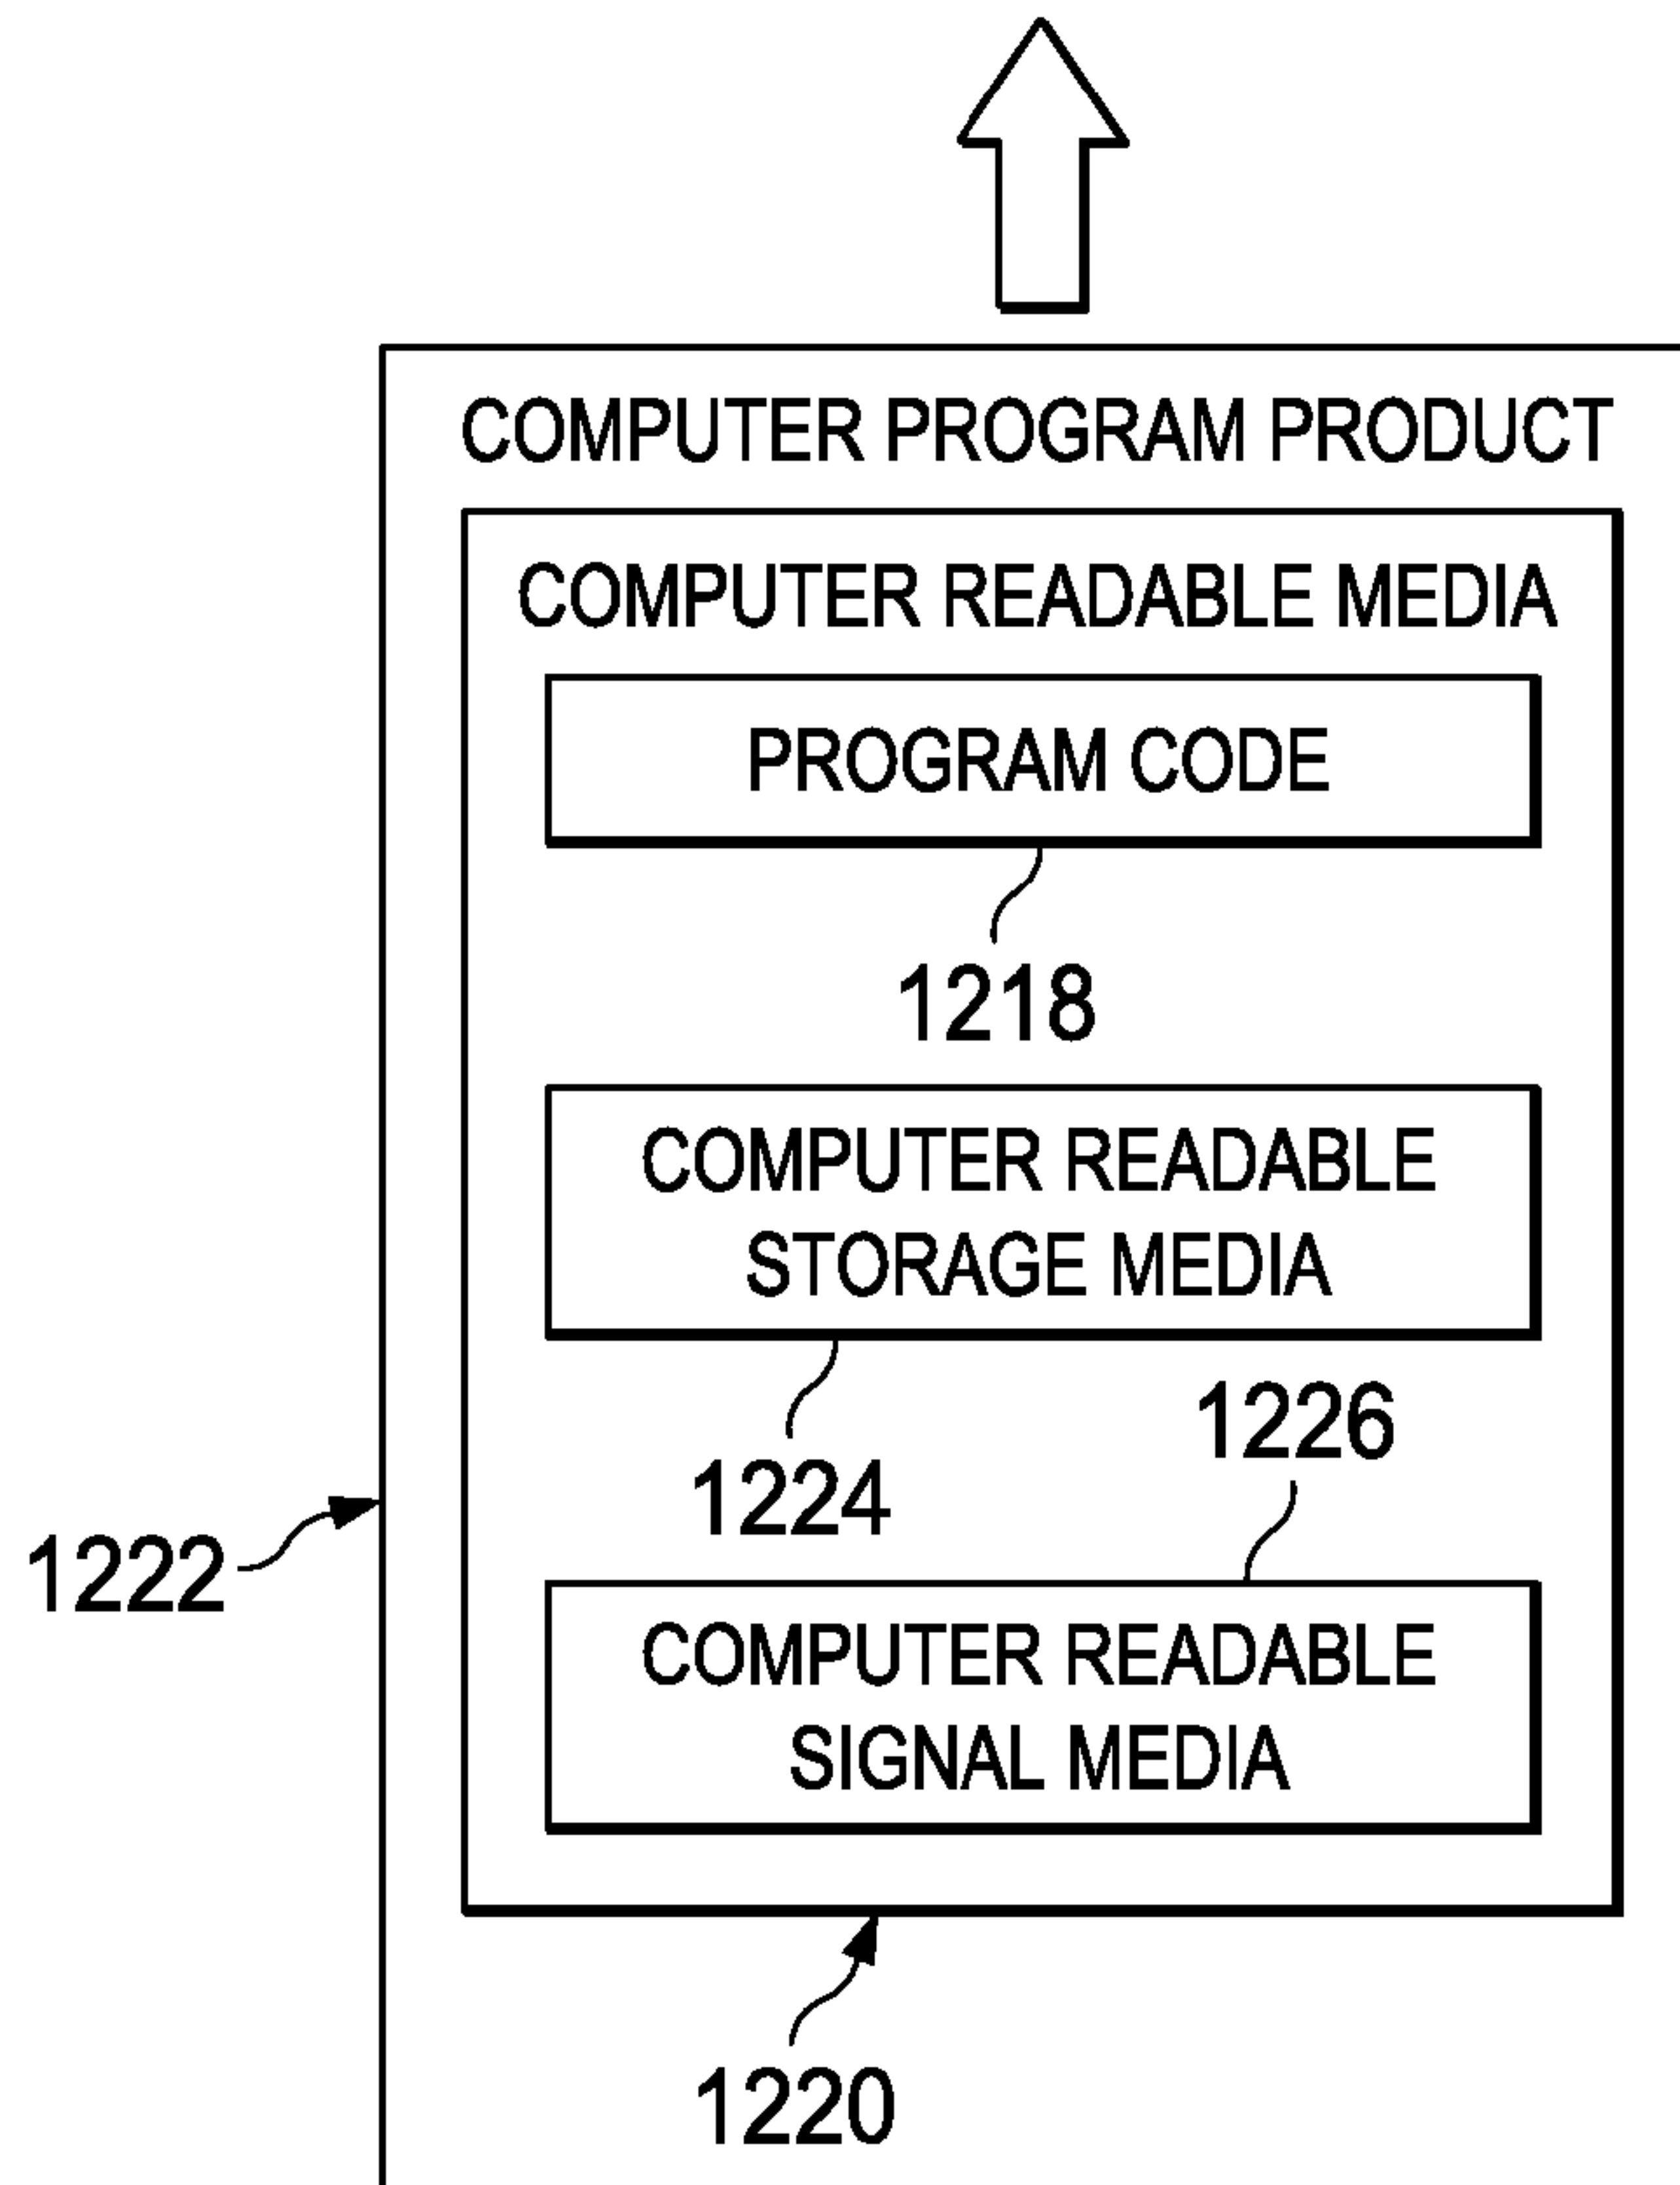 COMPUTER PROGRAM PRODUCT
COMPUTER READABLE MEDIA
PROGRAM CODE
1218
COMPUTER READABLE
STORAGE MEDIA
1226
1224
1222
COMPUTER READABLE
SIGNAL MEDIA
1220